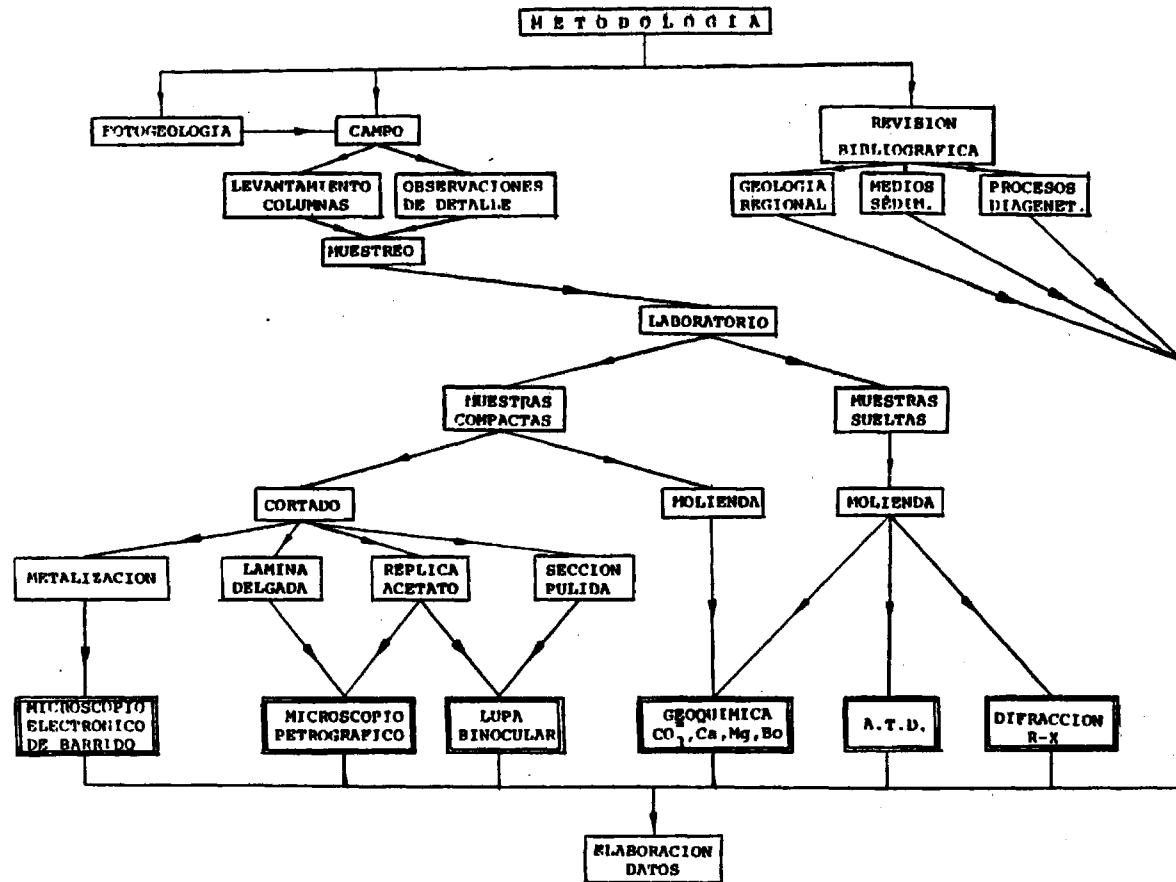 METODOLOGIA
FOTOGEOLOGIA
CAMPO
REVISION
BIBLIOGRAFICA
LEVANTAMIENTO
COLUMNAS
OBSERVACIONES
DE DETALLE
GEOLOGIA
REGIONAL
MEDIOS
SEDIM.
PROCESOS
DIAGENET.
MUESTREO
LABORATORIO
MUESTRAS
COMPACTAS
MUESTRAS
SUELTAS
CORTADO
MOLIENDA
MOLIENDA
METALIZACION
LAMINA
DELGADA
REPLICA
ACETATO
SECCION
PULIDA
MICROSCOPIO
ELECTRONICO
DE BARRIDO
MICROSCOPIO
PETROGRAFICO
LUPA
BINOCULAR
GEOQUIMICA
CO₃⁼,Ca,Mg,Bo
A.T.D.
DIFRACCION
R-X
ELABORACION
DATOS